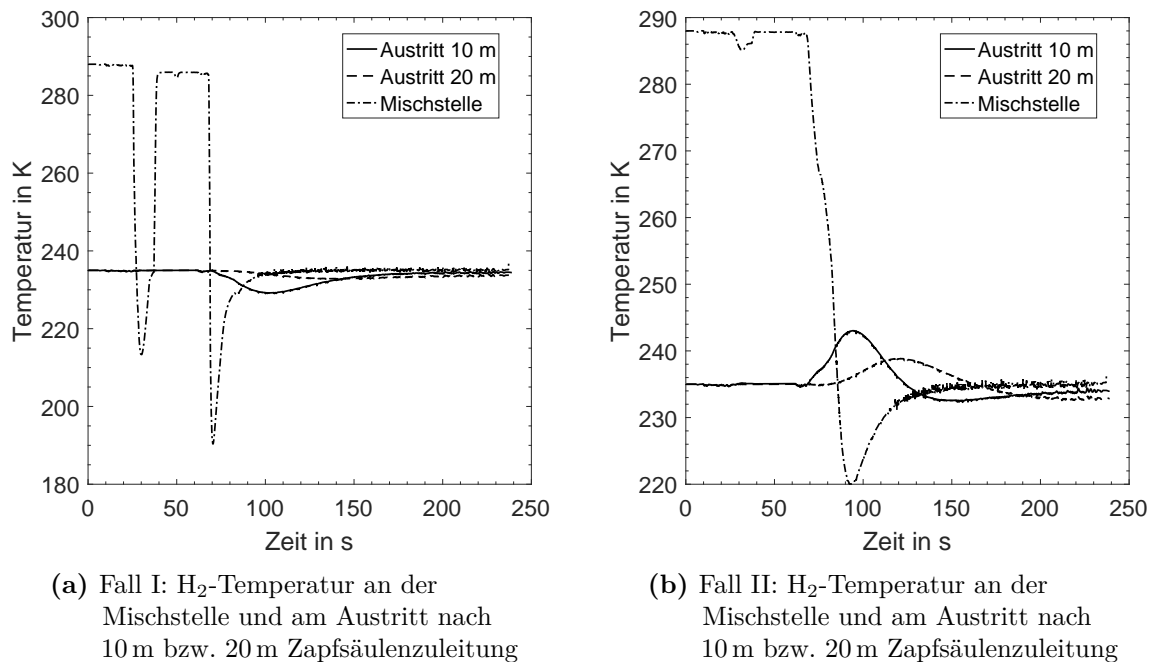 300
280
260
240
220
200
180
Temperatur in K
0 50 100 150 200 250
Zeit in s
Austritt 10 m
Austritt 20 m
Mischstelle
(a) Fall I: H₂-Temperatur an der
Mischstelle und am Austritt nach
10 m bzw. 20 m Zapfsäulenzuleitung
290
280
270
260
250
240
230
220
Temperatur in K
0 50 100 150 200 250
Zeit in s
Austritt 10 m
Austritt 20 m
Mischstelle
(b) Fall II: H₂-Temperatur an der
Mischstelle und am Austritt nach
10 m bzw. 20 m Zapfsäulenzuleitung